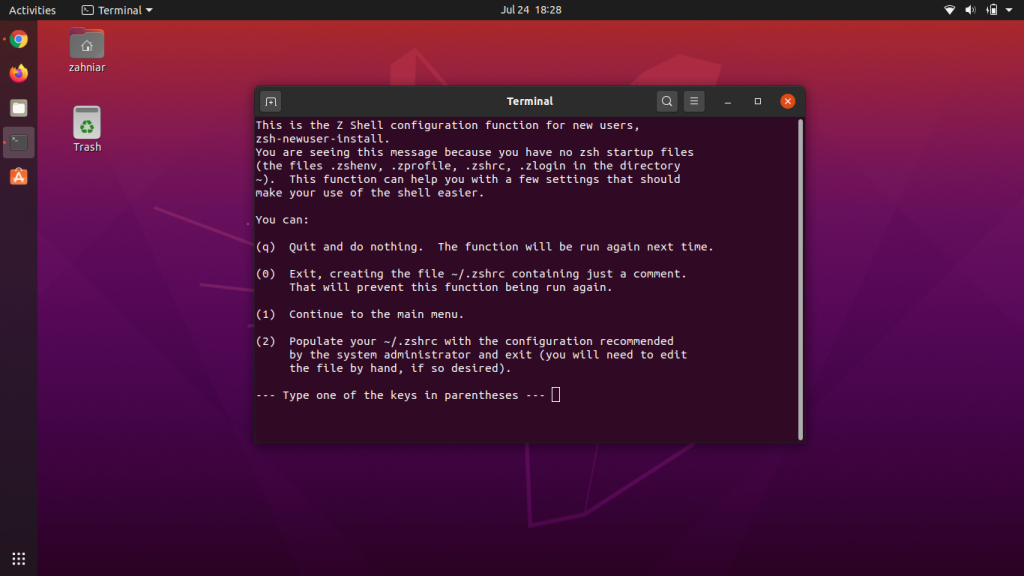 Activities
Terminal
Jul 24 18:28
zahniar
Trash
Terminal
This is the Z Shell configuration function for new users,
zsh-newuser-install.
You are seeing this message because you have no zsh startup files
(the files .zshenv, .zprofile, .zshrc, .zlogin in the directory
~).  This function can help you with a few settings that should
make your use of the shell easier.
You can:
(q)  Quit and do nothing.  The function will be run again next time.
(0)  Exit, creating the file ~/.zshrc containing just a comment.
That will prevent this function being run again.
(1)  Continue to the main menu.
(2)  Populate your ~/.zshrc with the configuration recommended
by the system administrator and exit (you will need to edit
the file by hand, if so desired).
--- Type one of the keys in parentheses ---